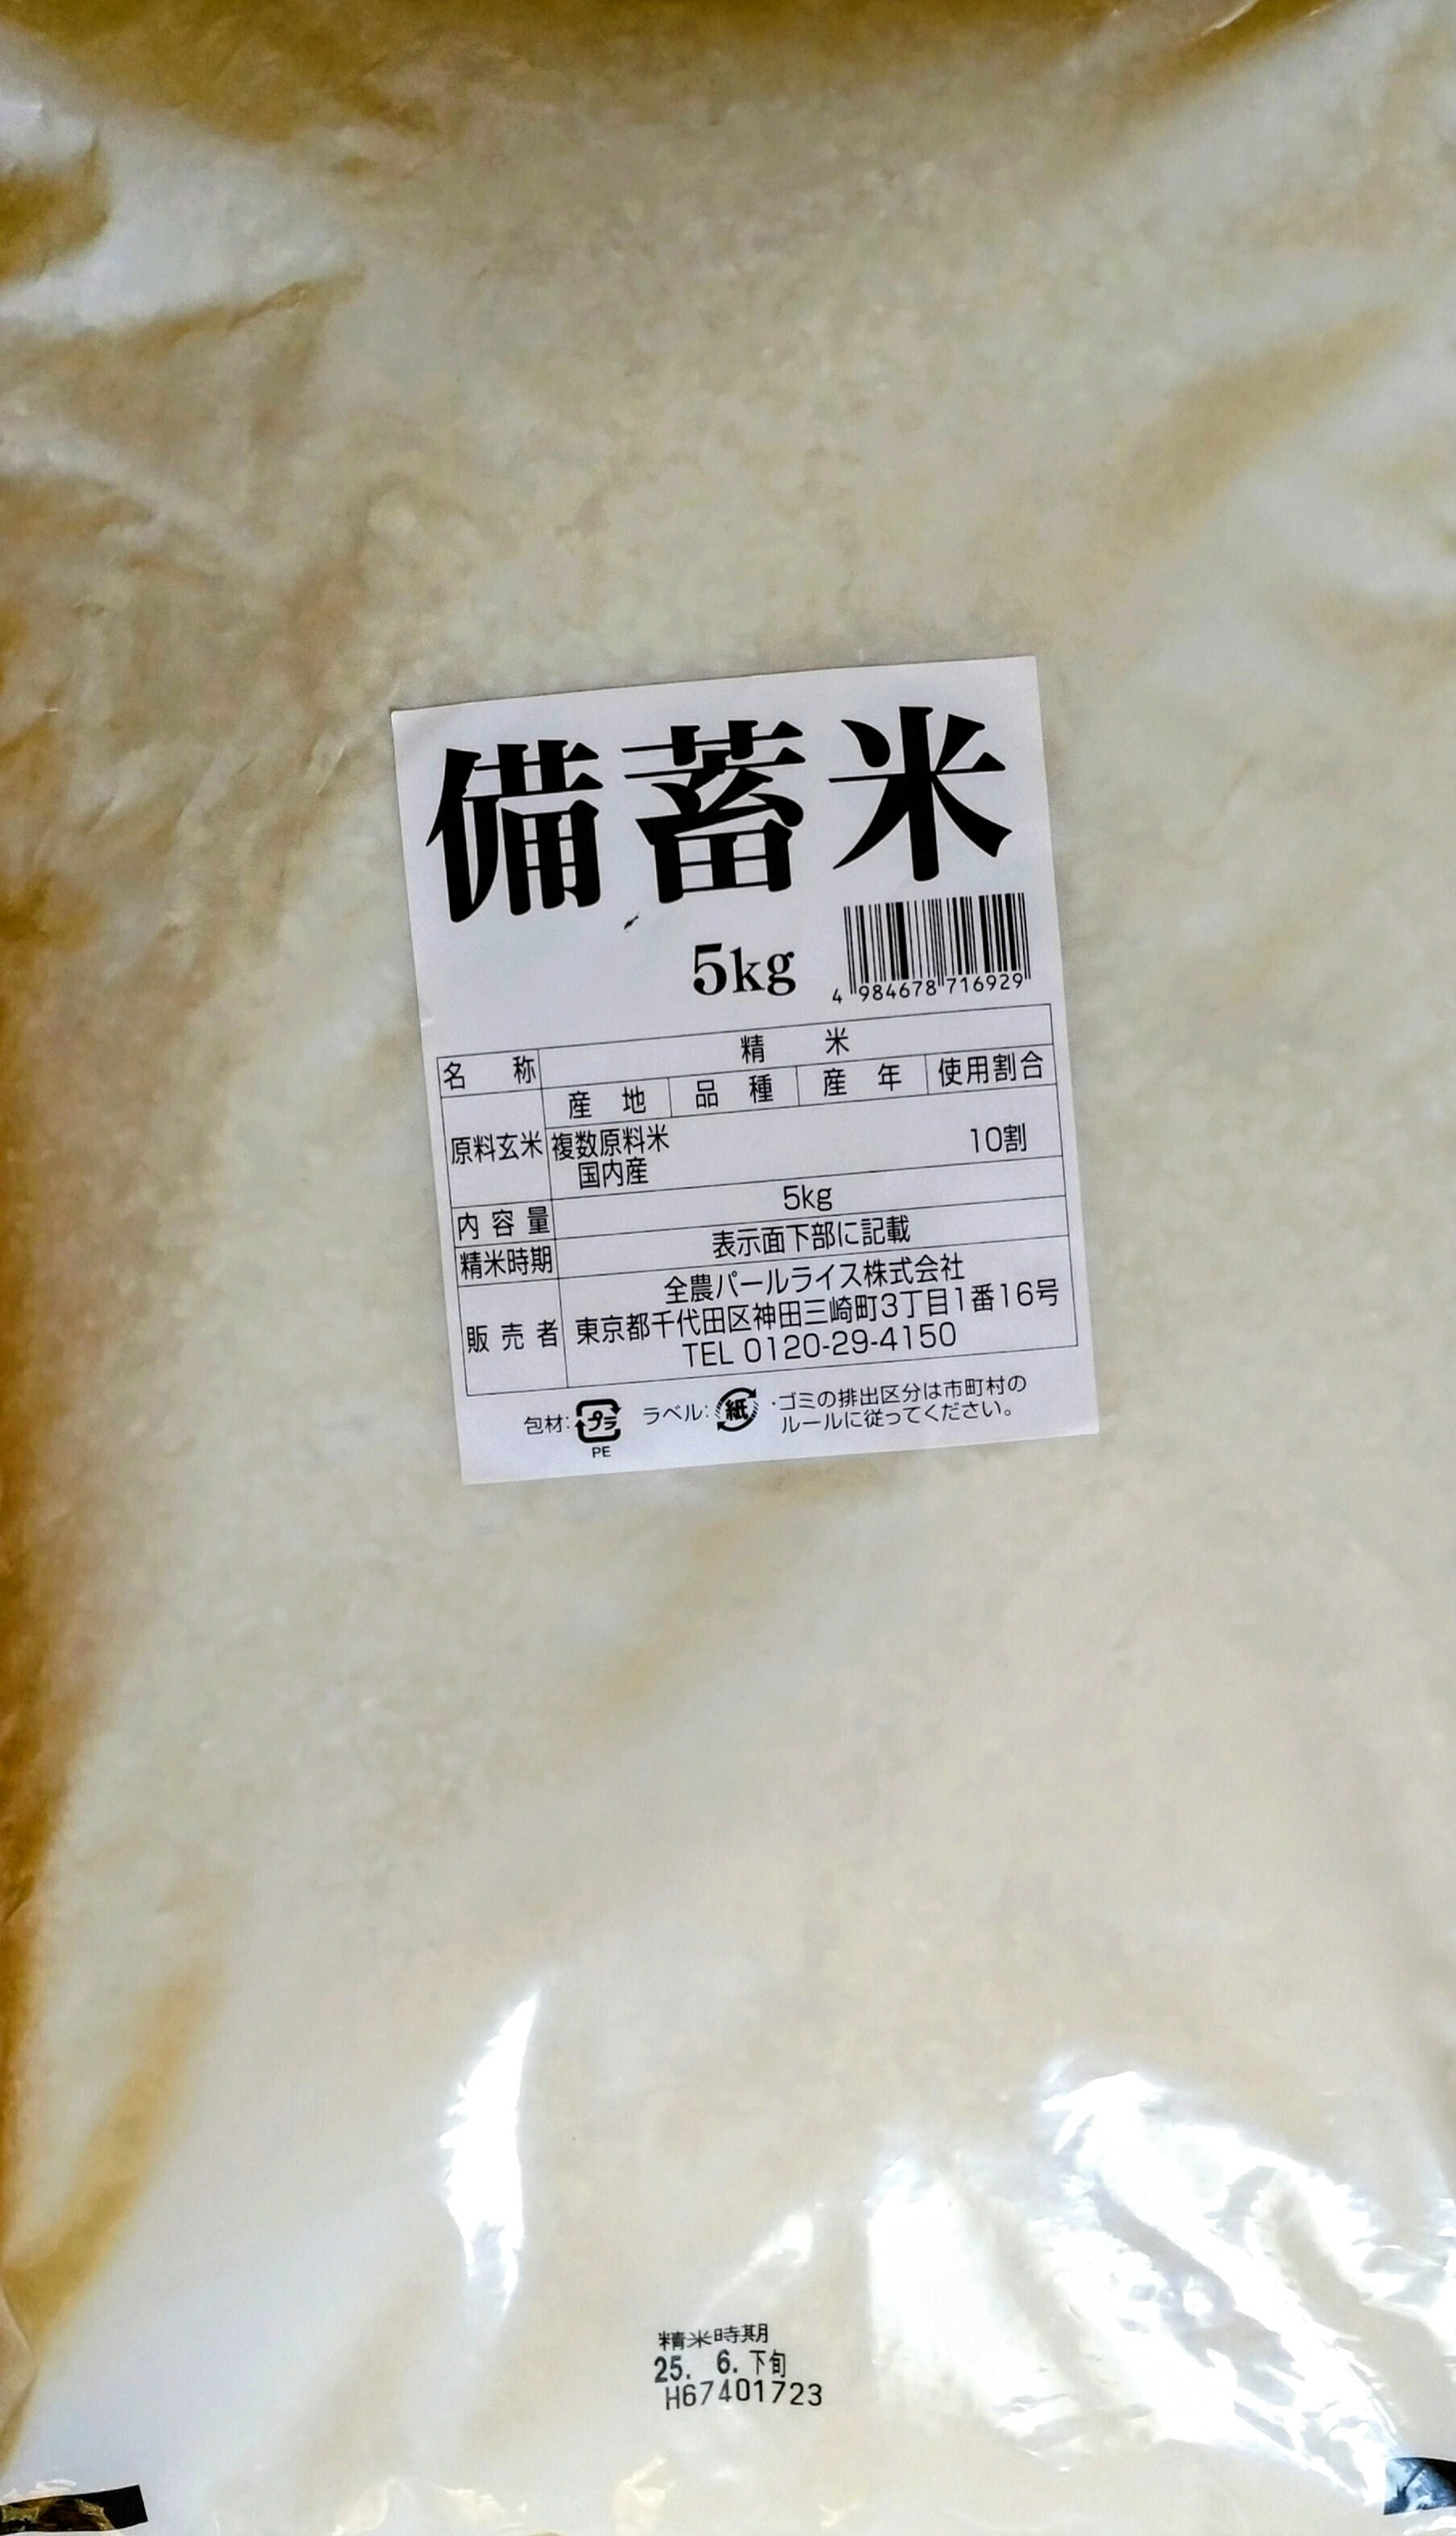 備蓄米
5kg
4 984678 716929
名称 精米
原料玄米 産地 品種 産年 使用割合
複数原料米
国内産 10割
内容量 5kg
精米時期 表示面下部に記載
販売者 全農パールライス株式会社
東京都千代田区神田三崎町3丁目1番16号
TEL 0120-29-4150
包材: プラ PE ラベル: 紙 ・ゴミの排出区分は市町村の
ルールに従ってください。
精米時期
25. 6. 下旬
H67401723